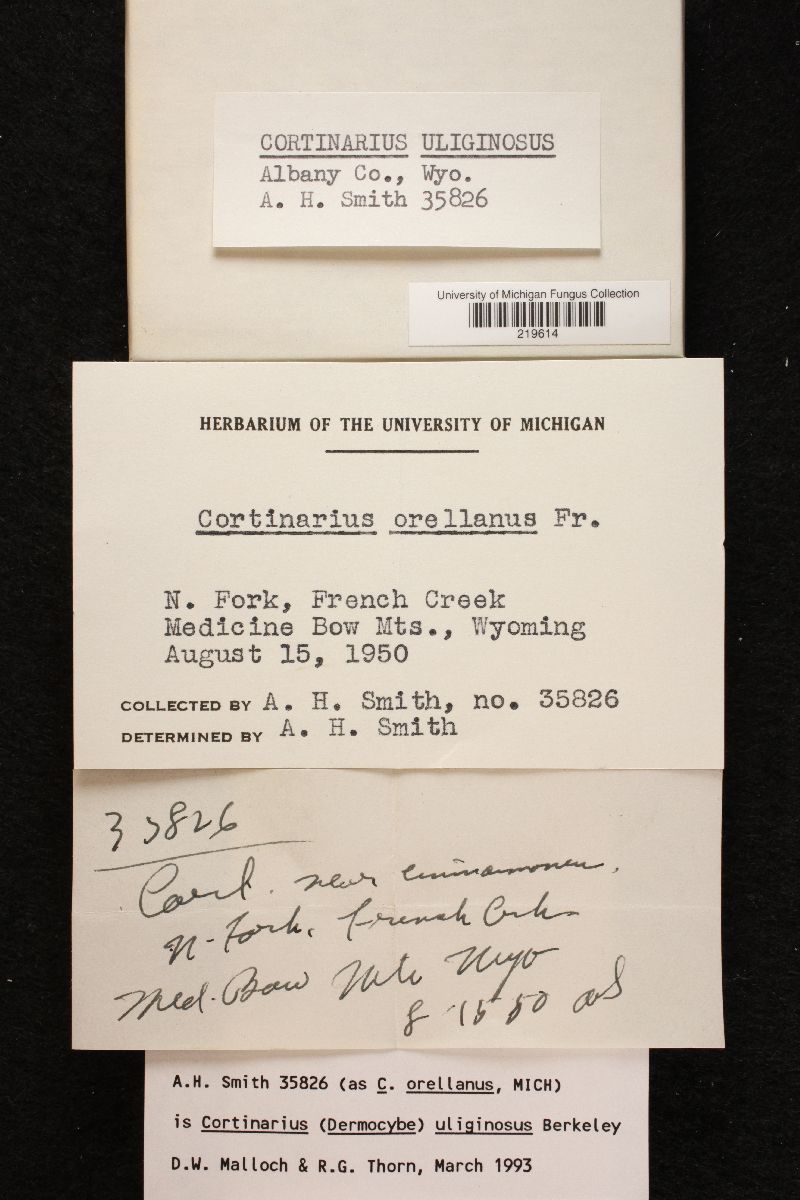 CORTINARIUS ULIGINOSUS
Albany Co., Wyo.
A. H. Smith 35826
University of Michigan Fungus Collection
219614
HERBARIUM OF THE UNIVERSITY OF MICHIGAN
Cortinarius orellanus Fr.
N. Fork, French Creek
Medicine Bow Mts., Wyoming
August 15, 1950
COLLECTED BY A. H. Smith, no. 35826
DETERMINED BY A. H. Smith
35826
Cort. near cinnamomeus.
N. Fork, French Crk
Med. Bow Mts Wyo
8-15-50
A.H. Smith 35826 (as C. orellanus, MICH)
is Cortinarius (Dermocybe) uliginosus Berkeley
D.W. Malloch & R.G. Thorn, March 1993